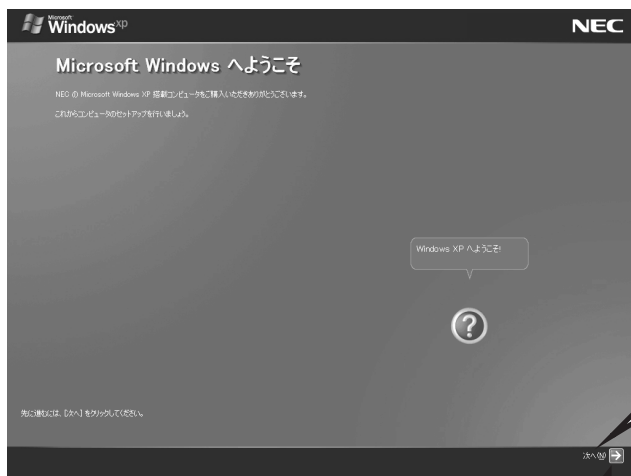 Microsoft
Windows xp
NEC
Microsoft Windows へようこそ
NEC の Microsoft Windows XP 搭載コンピュータをご購入いただきありがとうございます。
これからコンピュータのセットアップを行いましょう。
Windows XP へようこそ!
先に進むには、[次へ] をクリックしてください。
次へ(N)